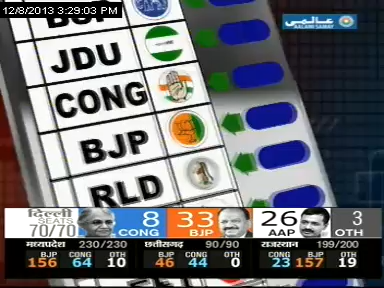 12/8/2013 3:29:03 PM
عالمی
AALAMI SAMAY
JDU
CONG
BJP
RLD
दिल्ली
SEATS
70/70
8 CONG
33 BJP
26 AAP
3 OTH
मध्यप्रदेश 230/230
BJP CONG OTH
156 64 10
छत्तीसगढ़ 90/90
BJP CONG OTH
46 44 0
राजस्थान 199/200
CONG BJP OTH
23 157 19